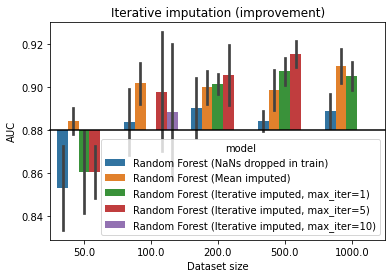 Iterative imputation (improvement)
AUC
0.92
0.90
0.88
0.86
0.84
model
Random Forest (NaNs dropped in train)
Random Forest (Mean imputed)
Random Forest (Iterative imputed, max_iter=1)
Random Forest (Iterative imputed, max_iter=5)
Random Forest (Iterative imputed, max_iter=10)
50.0 100.0 200.0 500.0 1000.0
Dataset size